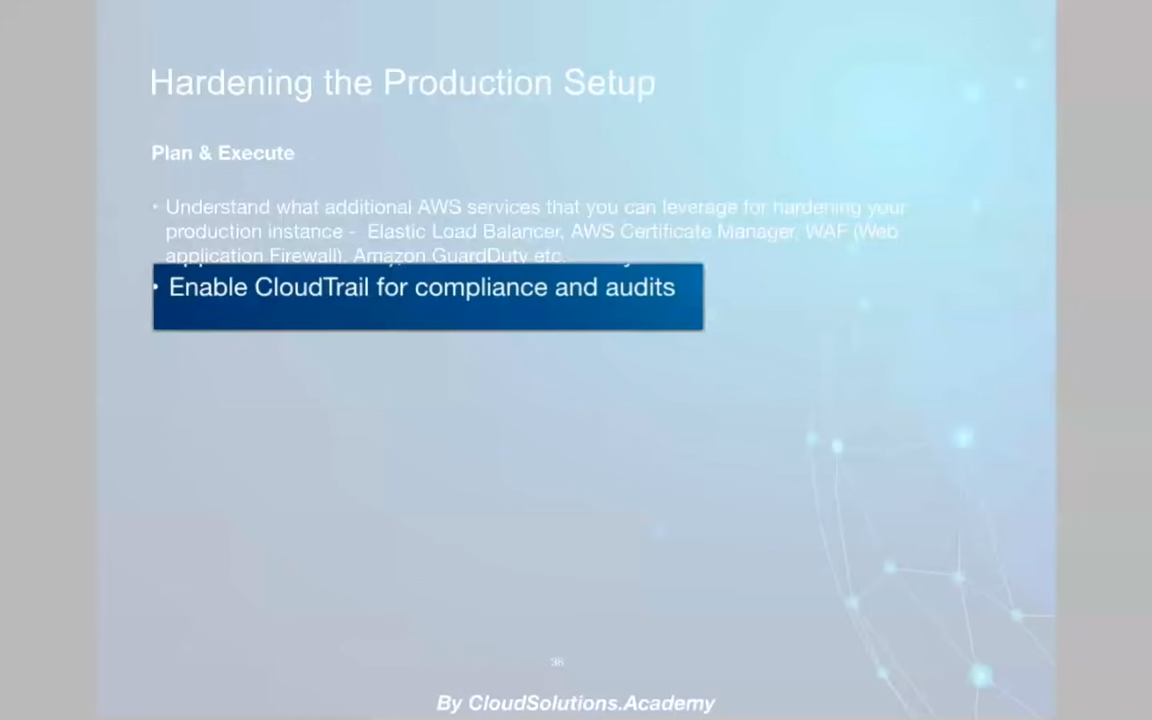 Hardening the Production Setup
Plan & Execute
• Understand what additional AWS services that you can leverage for hardening your
production instance - Elastic Load Balancer, AWS Certificate Manager, WAF (Web
application Firewall), Amazon GuardDuty etc.
• Enable CloudTrail for compliance and audits
36
By CloudSolutions.Academy